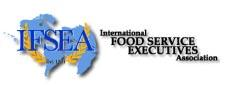 IFSEA
International
FOOD SERVICE
EXECUTIVES
Association